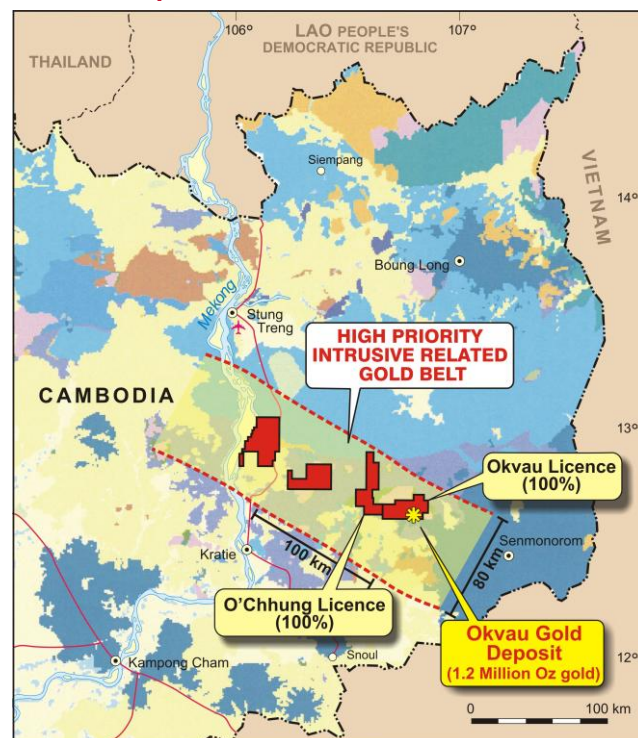 106°
107°
LAO PEOPLE'S
DEMOCRATIC REPUBLIC
THAILAND
Siempang
VIETNAM
14°
Boung Long
Mekong
Stung
Treng
HIGH PRIORITY
INTRUSIVE RELATED
GOLD BELT
CAMBODIA
13°
Okvau Licence
(100%)
Kratie
100 km
80 km
Senmonorom
O'Chhung Licence
(100%)
Okvau Gold
Deposit
(1.2 Million Oz gold)
Snoul
12°
Kampong Cham
0
100 km